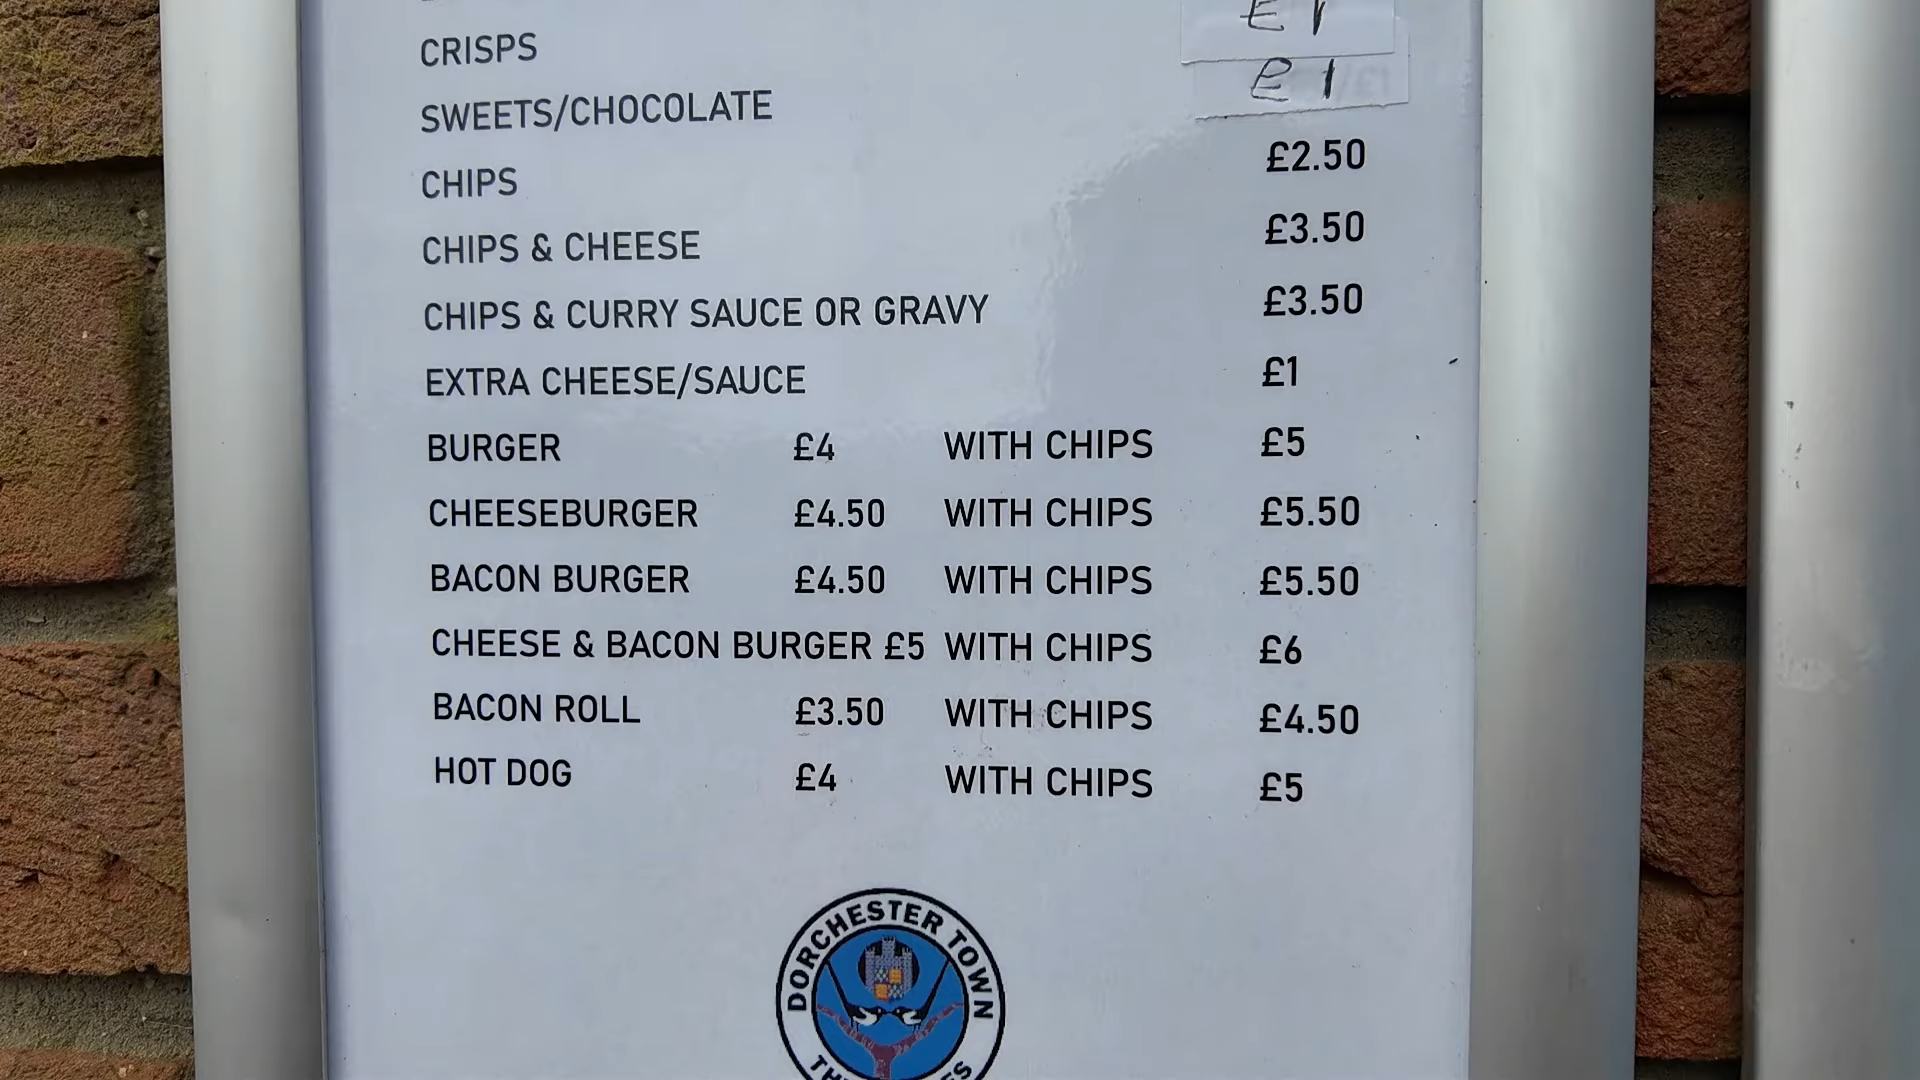 £1
CRISPS
£1
SWEETS/CHOCOLATE
CHIPS £2.50
CHIPS & CHEESE £3.50
CHIPS & CURRY SAUCE OR GRAVY £3.50
EXTRA CHEESE/SAUCE £1
BURGER £4 WITH CHIPS £5
CHEESEBURGER £4.50 WITH CHIPS £5.50
BACON BURGER £4.50 WITH CHIPS £5.50
CHEESE & BACON BURGER £5 WITH CHIPS £6
BACON ROLL £3.50 WITH CHIPS £4.50
HOT DOG £4 WITH CHIPS £5
DORCHESTER TOWN